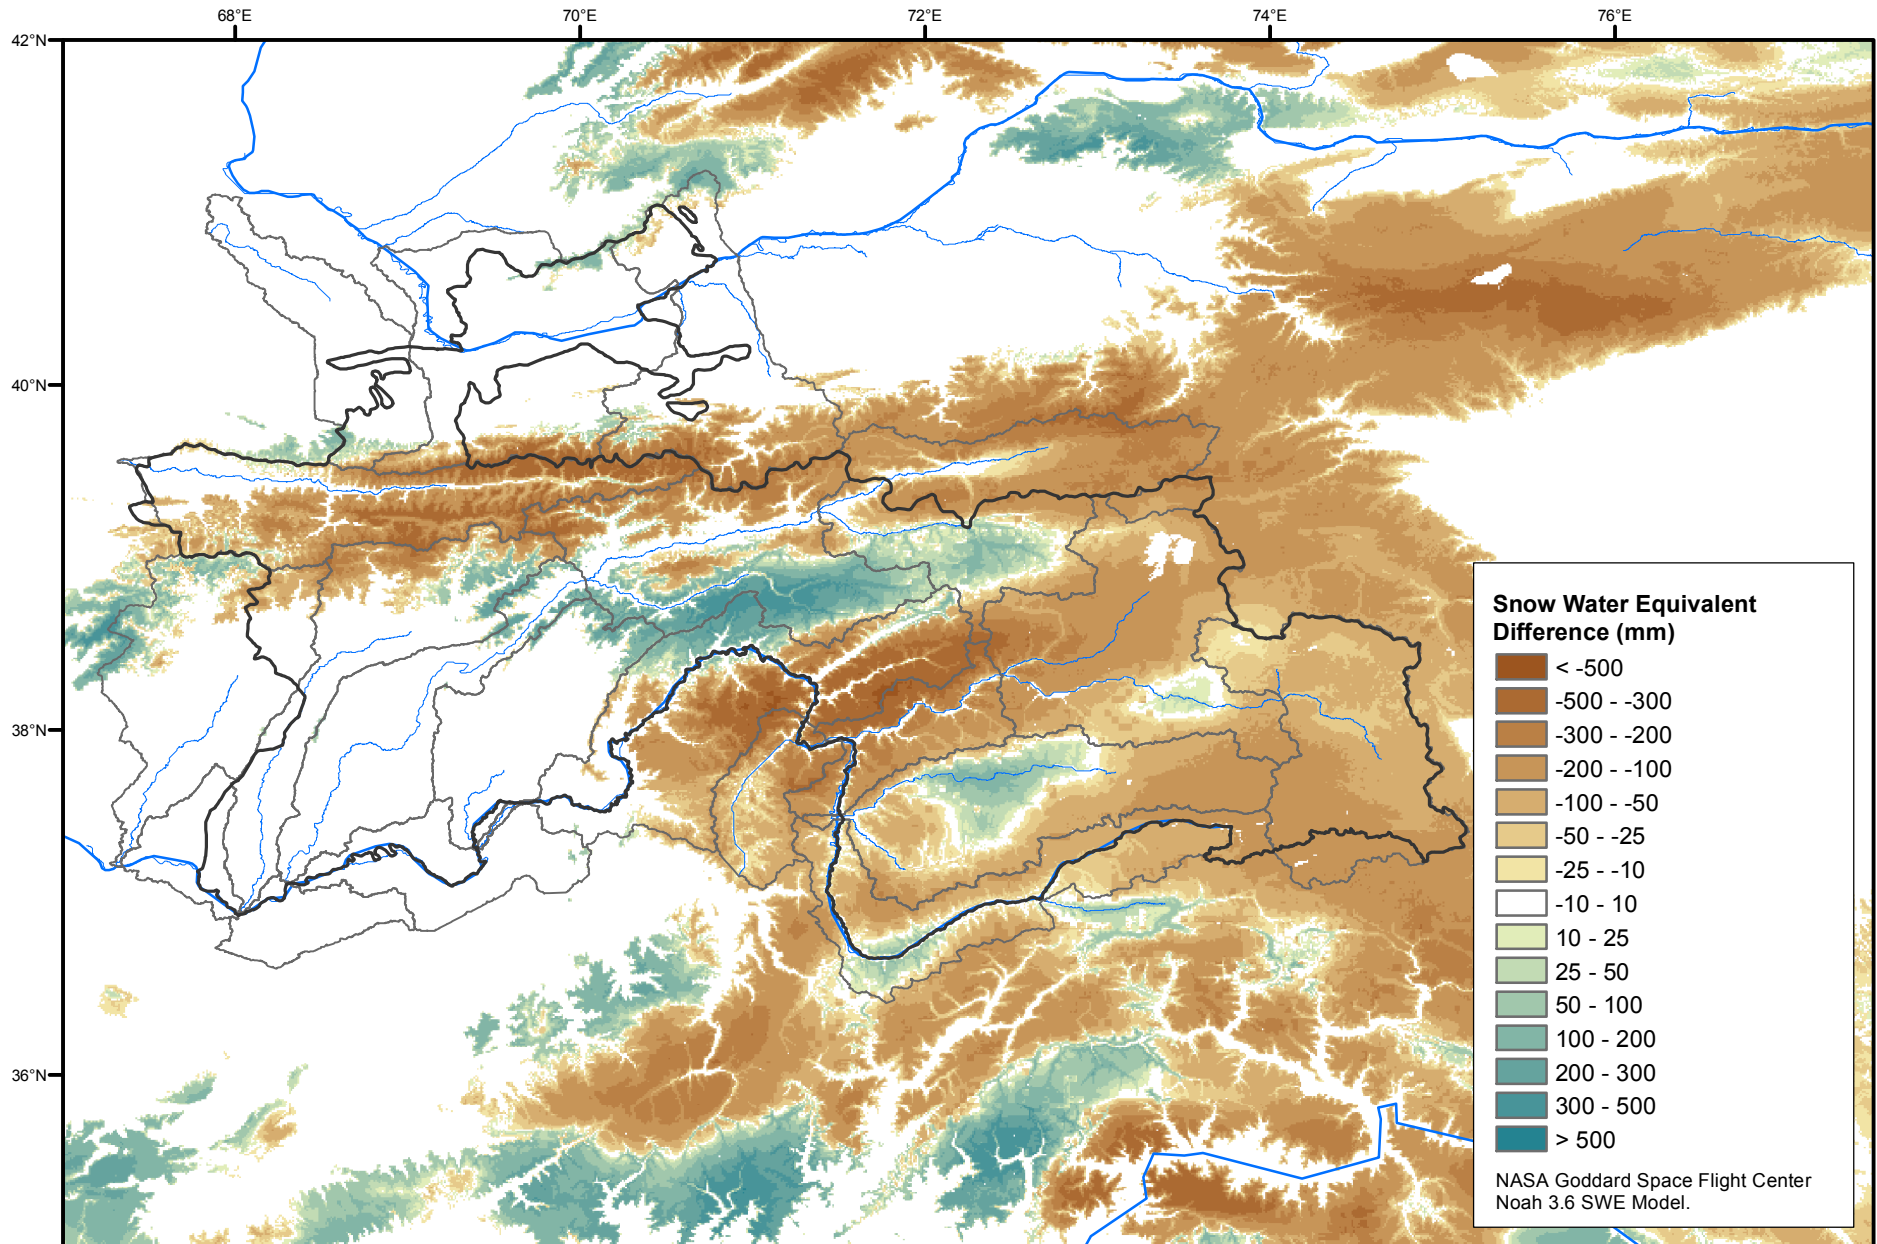 68°E
70°E
72°E
74°E
76°E
42°N
40°N
38°N
36°N
Snow Water Equivalent
Difference (mm)
< -500
-500 - -300
-300 - -200
-200 - -100
-100 - -50
-50 - -25
-25 - -10
-10 - 10
10 - 25
25 - 50
50 - 100
100 - 200
200 - 300
300 - 500
> 500
NASA Goddard Space Flight Center
Noah 3.6 SWE Model.